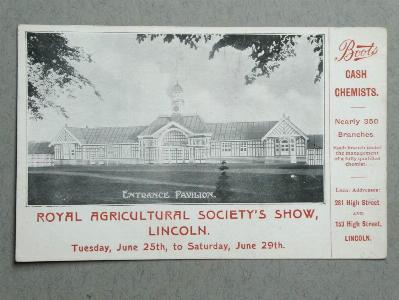 Entrance Pavilion.
ROYAL AGRICULTURAL SOCIETY'S SHOW,
LINCOLN.
Tuesday, June 25th, to Saturday, June 29th.
Boots
CASH
CHEMISTS.
Nearly 350
Branches.
Each branch under
the management
of a fully qualified
chemist.
Local Addresses:
281 High Street
AND
153 High Street,
LINCOLN.